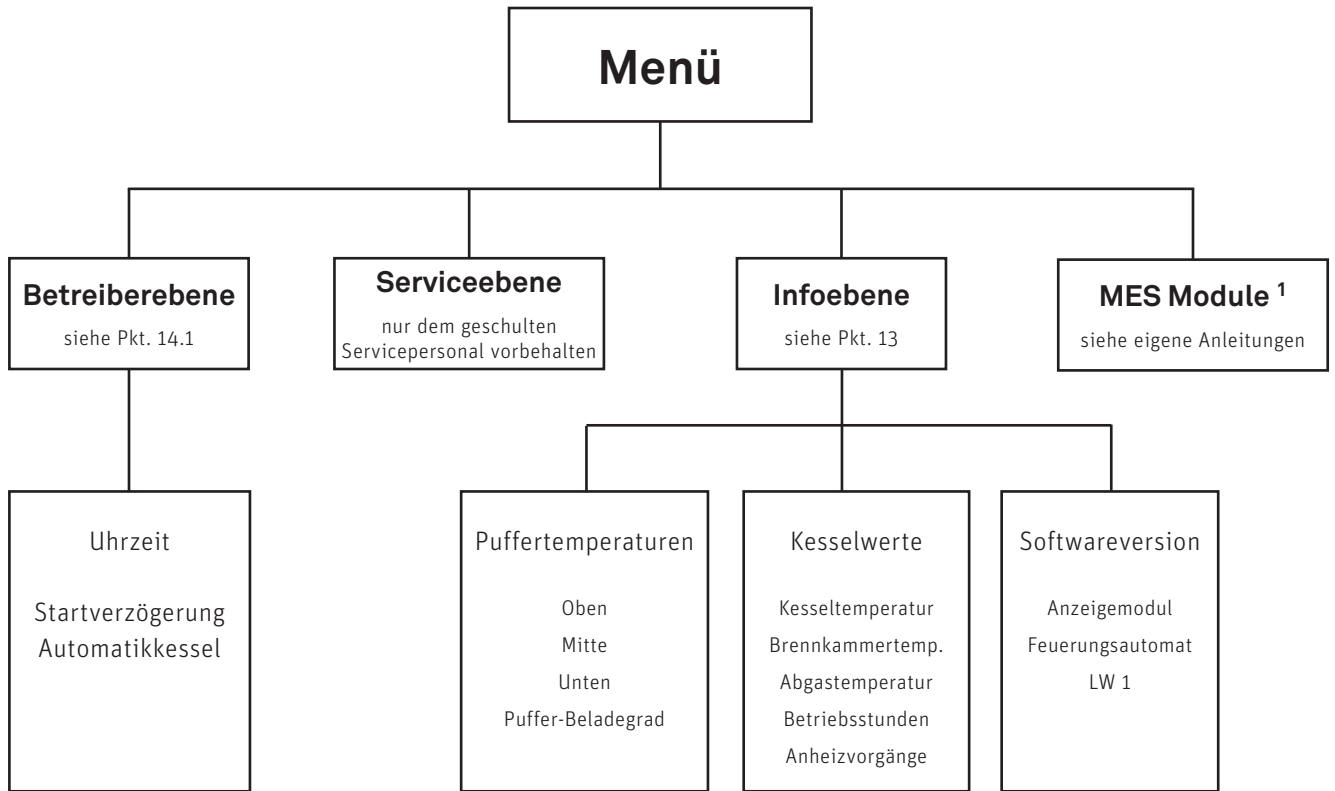 Menü
Betreiberebene
siehe Pkt. 14.1
Serviceebene
nur dem geschulten
Servicepersonal vorbehalten
Infoebene
siehe Pkt. 13
MES Module ¹
siehe eigene Anleitungen
Uhrzeit
Startverzögerung
Automatikkessel
Puffertemperaturen
Oben
Mitte
Unten
Puffer-Beladegrad
Kesselwerte
Kesseltemperatur
Brennkammertemp.
Abgastemperatur
Betriebsstunden
Anheizvorgänge
Softwareversion
Anzeigemodul
Feuerungsautomat
LW 1